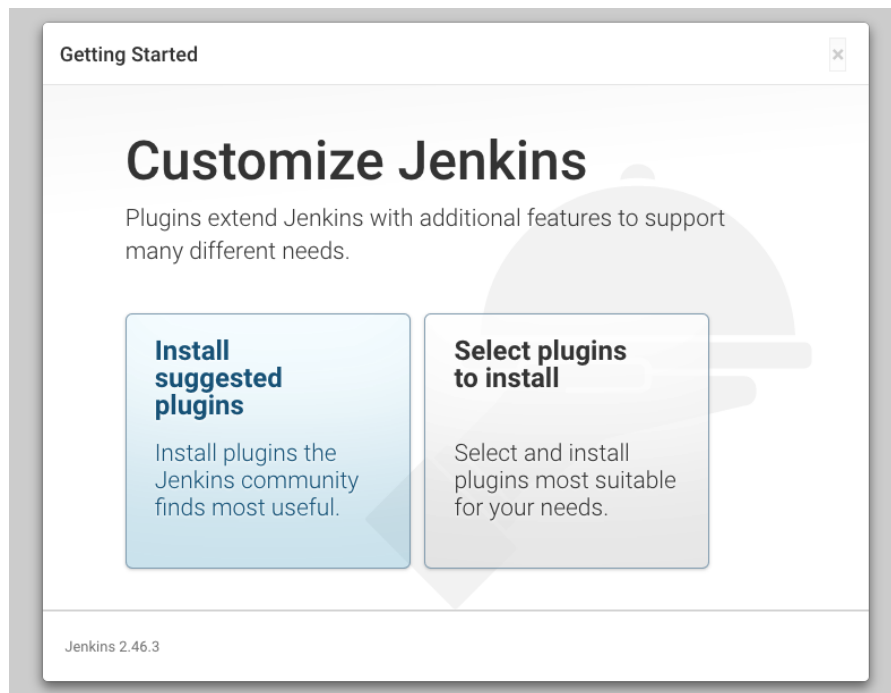 Getting Started
×
Customize Jenkins
Plugins extend Jenkins with additional features to support
many different needs.
Install
suggested
plugins
Install plugins the
Jenkins community
finds most useful.
Select plugins
to install
Select and install
plugins most suitable
for your needs.
Jenkins 2.46.3